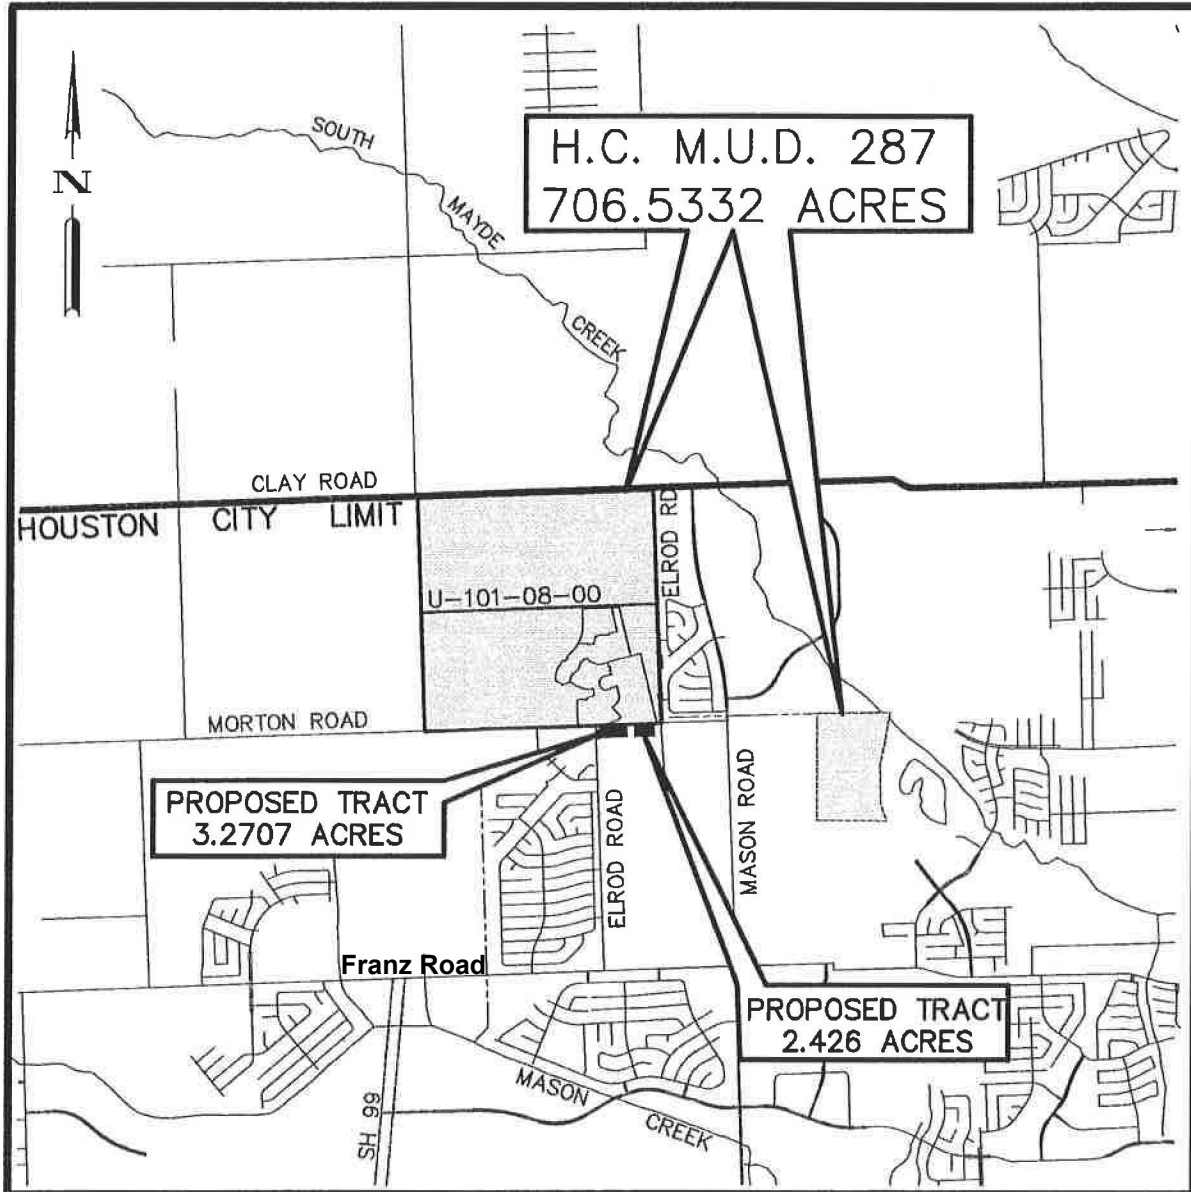 H.C. M.U.D. 287
706.5332 ACRES
N
SOUTH
MAYDE
CREEK
CLAY ROAD
HOUSTON CITY LIMIT
ELROD RD
U-101-08-00
MORTON ROAD
PROPOSED TRACT
3.2707 ACRES
ELROD ROAD
MASON ROAD
Franz Road
PROPOSED TRACT
2.426 ACRES
MASON
CREEK
SH 99